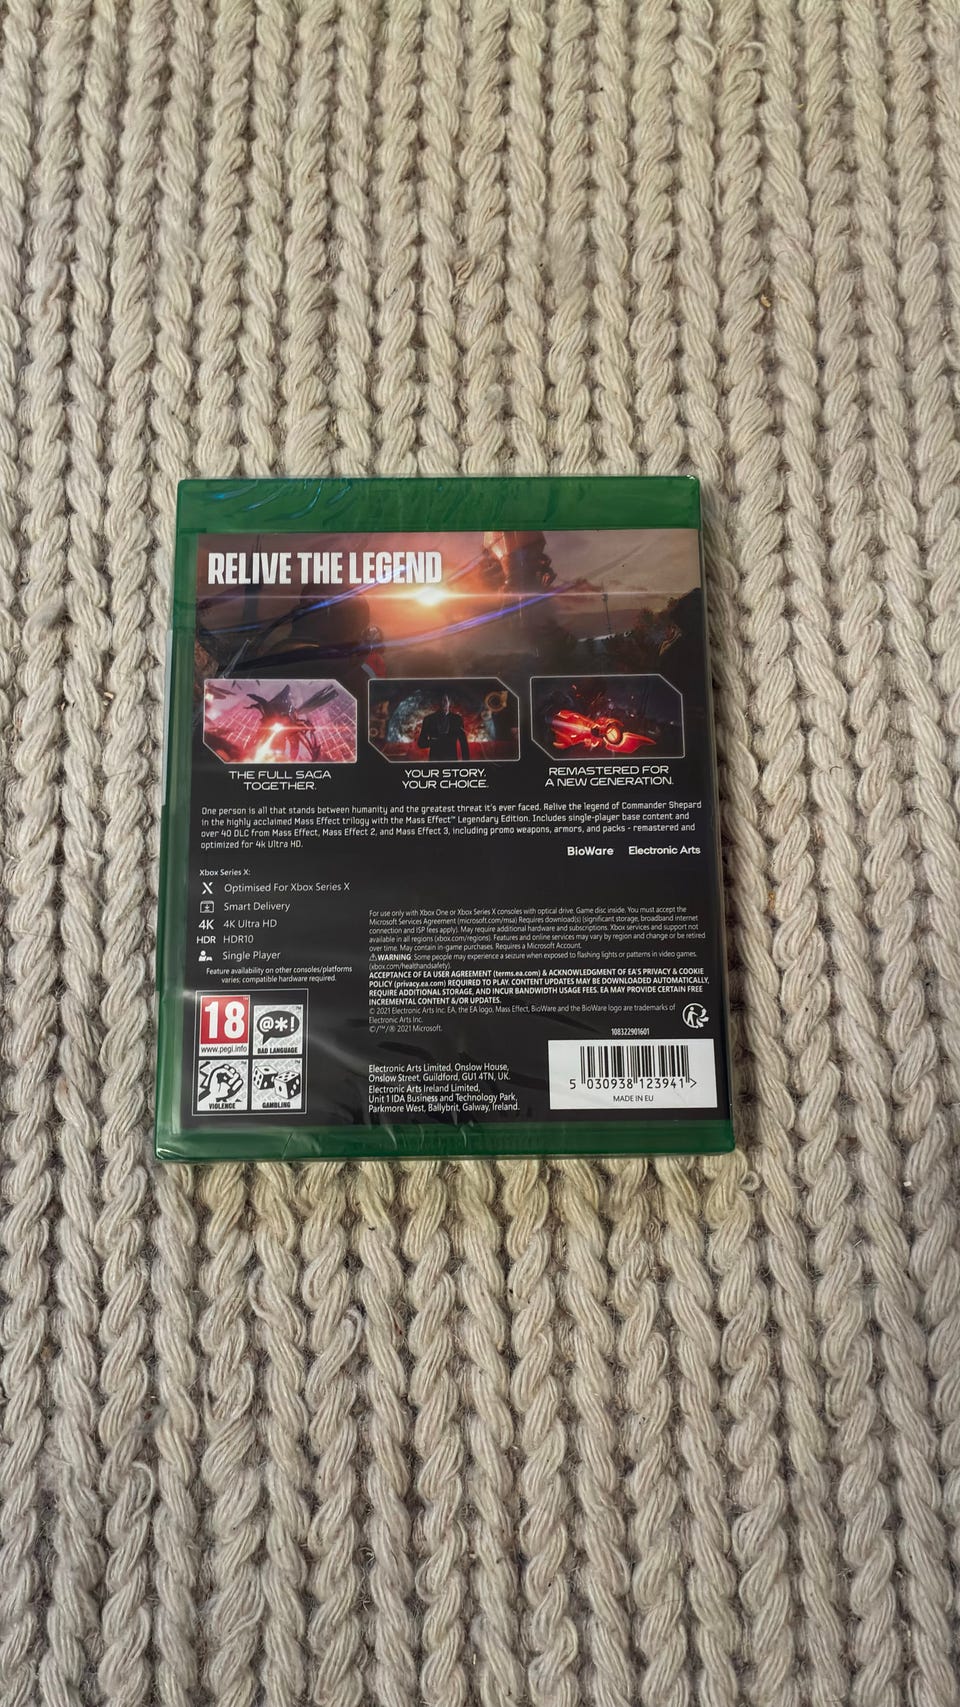 RELIVE THE LEGEND
THE FULL SAGA
TOGETHER.
YOUR STORY.
YOUR CHOICE.
REMASTERED FOR
A NEW GENERATION.
One person is all that stands between humanity and the greatest threat it's ever faced. Relive the legend of Commander Shepard
in the highly acclaimed Mass Effect trilogy with the Mass Effect™ Legendary Edition. Includes single-player base content and
over 40 DLC from Mass Effect, Mass Effect 2, and Mass Effect 3, including promo weapons, armors, and packs - remastered and
optimized for 4k Ultra HD.
BioWare Electronic Arts
Xbox Series X:
X Optimised For Xbox Series X
Smart Delivery
4K 4K Ultra HD
HDR HDR10
Single Player
Feature availability on other consoles/platforms
varies; compatible hardware required.
For use only with Xbox One or Xbox Series X consoles with optical drive. Game disc inside. You must accept the
Microsoft Services Agreement (microsoft.com/msa) Requires download(s) (significant storage, broadband internet
connection and ISP fees apply). May require additional hardware and subscriptions. Xbox services and support not
available in all regions (xbox.com/regions). Features and online services may vary by region and change or be retired
over time. May contain in-game purchases. Requires a Microsoft Account.
⚠WARNING: Some people may experience a seizure when exposed to flashing lights or patterns in video games.
(xbox.com/healthandsafety).
ACCEPTANCE OF EA USER AGREEMENT (terms.ea.com) & ACKNOWLEDGMENT OF EA'S PRIVACY & COOKIE
POLICY (privacy.ea.com) REQUIRED TO PLAY. CONTENT UPDATES MAY BE DOWNLOADED AUTOMATICALLY,
REQUIRE ADDITIONAL STORAGE, AND INCUR BANDWIDTH USAGE FEES. EA MAY PROVIDE CERTAIN FREE
INCREMENTAL CONTENT &/OR UPDATES.
© 2021 Electronic Arts Inc. EA, the EA logo, Mass Effect, BioWare and the BioWare logo are trademarks of
Electronic Arts Inc.
©/™/® 2021 Microsoft.
108322901601
18
www.pegi.info
@*!
BAD LANGUAGE
VIOLENCE
GAMBLING
Electronic Arts Limited, Onslow House,
Onslow Street, Guildford, GU1 4TN, UK.
Electronic Arts Ireland Limited,
Unit 1 IDA Business and Technology Park,
Parkmore West, Ballybrit, Galway, Ireland.
5 030938 123941 >
MADE IN EU